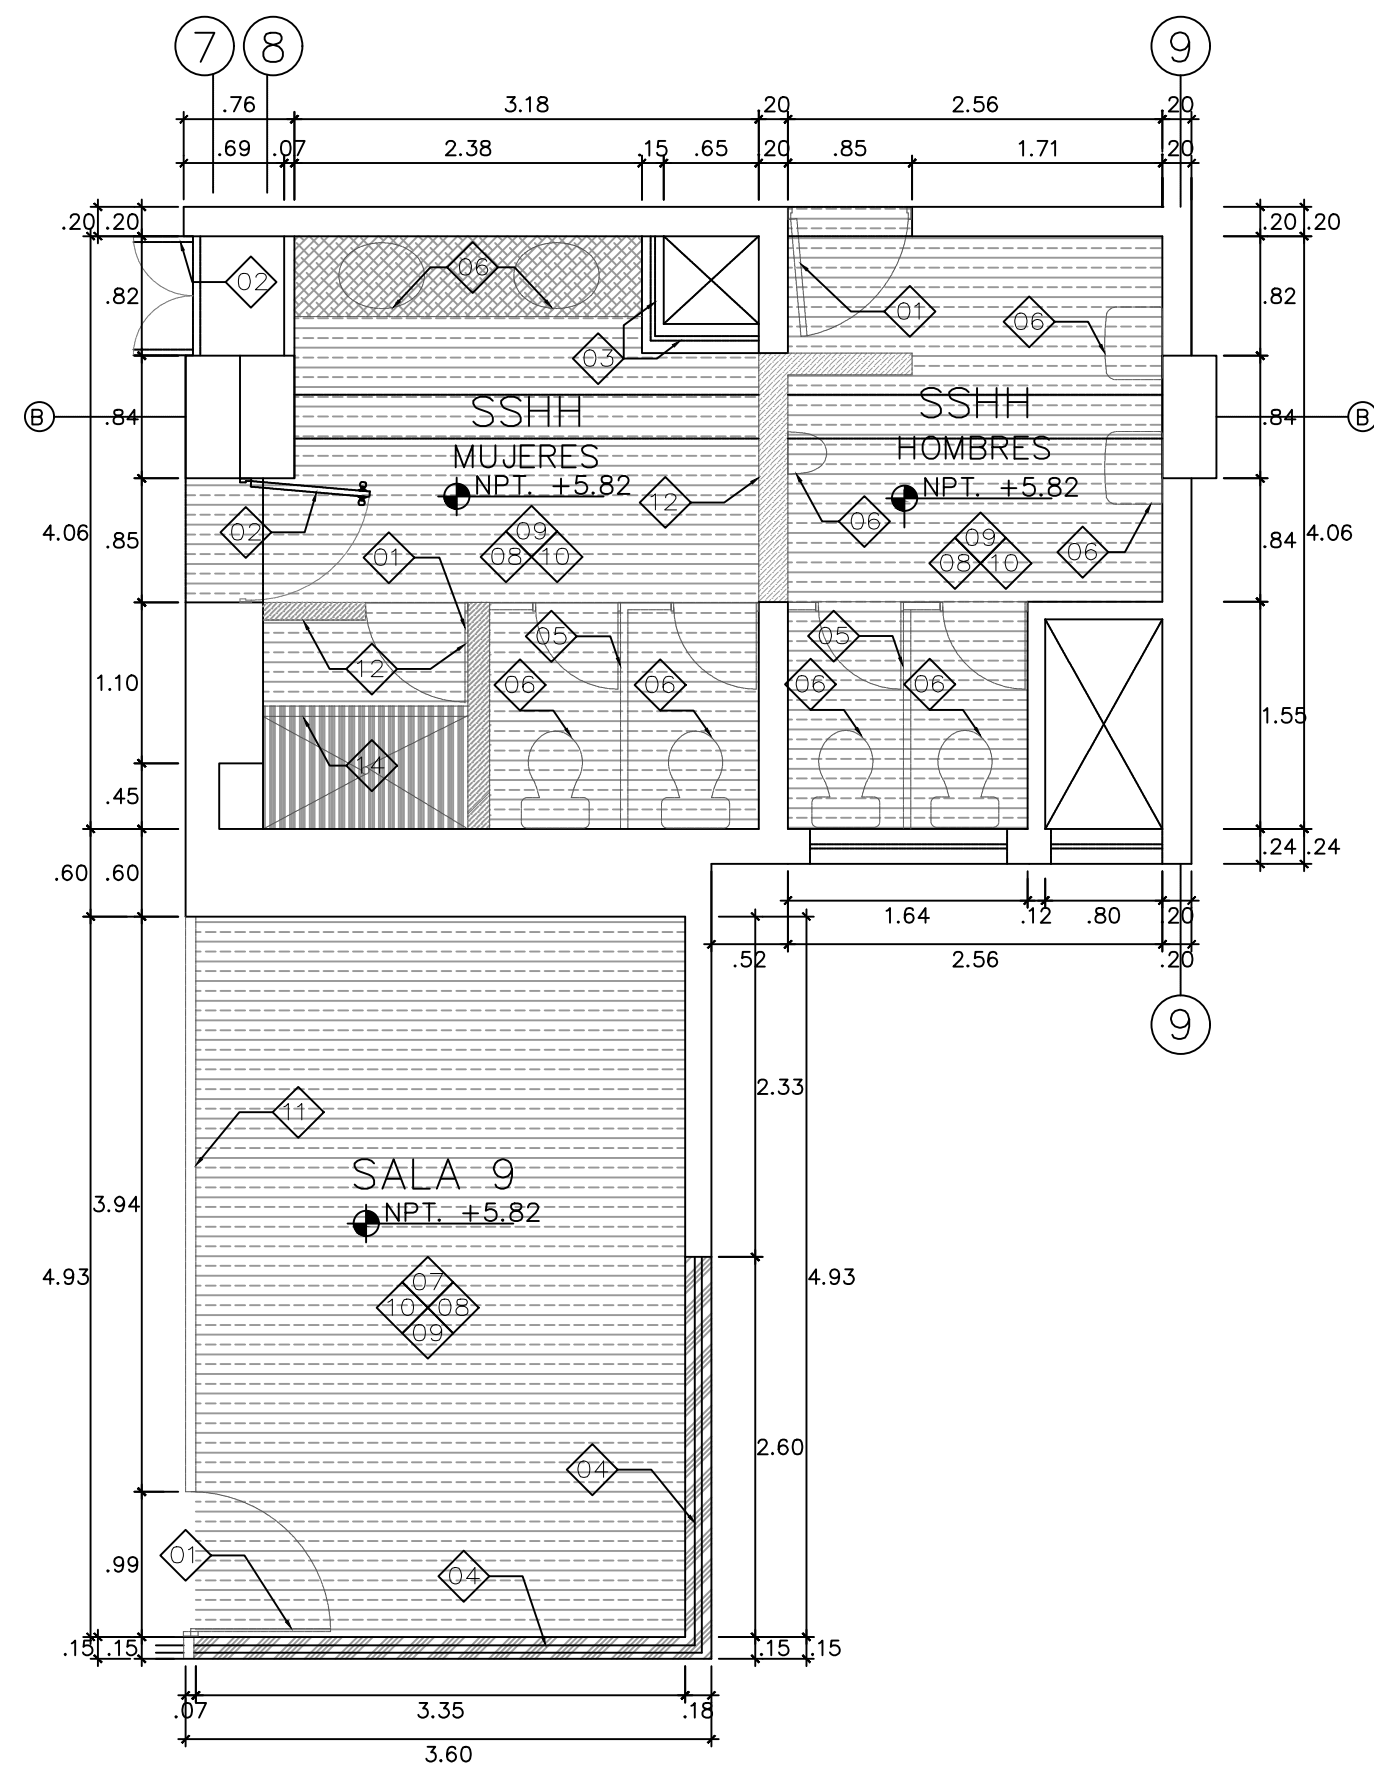 7 8 9
.76 3.18 .20 2.56 .20
.69 .07 2.38 .15 .65 .20 .85 1.71 .20
.20 .20 .20 .20
02 06 01 06
.82 .82
03
B .84 SSHH SSHH .84 B
MUJERES HOMBRES
NPT. +5.82 NPT. +5.82
12 06
4.06 .85 02 01 09 09 06 .84 4.06
08 10 08 10
05 05
12 06 06 06 06
1.10 1.55
14
.45
.24 .24
.60 .60
1.64 .12 .80 .20
.52 2.56 .20
9
2.33
11
3.94 SALA 9
NPT. +5.82
4.93 07 4.93
10 08
09
2.60
04
01 .99 04
.15 .15 .15 .15
.07 3.35 .18
3.60